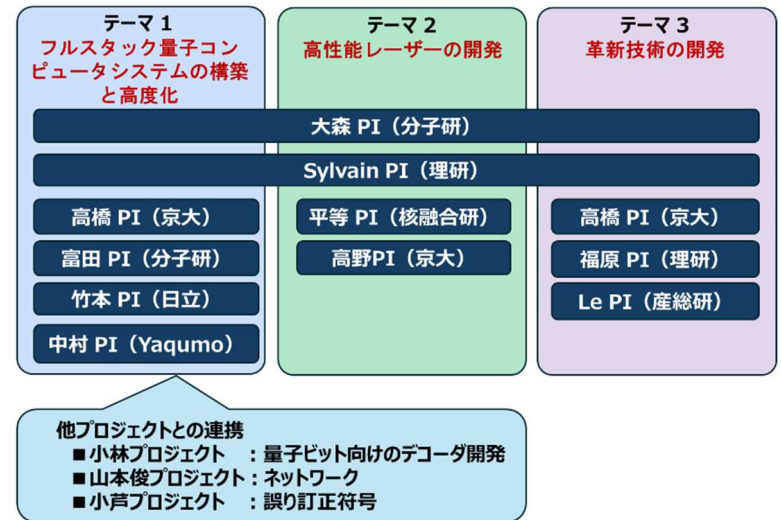 テーマ 1
フルスタック量子コン
ピュータシステムの構築
と高度化
テーマ 2
高性能レーザーの開発
テーマ 3
革新技術の開発
大森 PI（分子研）
Sylvain PI（理研）
高橋 PI（京大）
富田 PI（分子研）
竹本 PI（日立）
中村 PI（Yaqumo）
平等 PI（核融合研）
高野PI（京大）
高橋 PI（京大）
福原 PI（理研）
Le PI（産総研）
他プロジェクトとの連携
■小林プロジェクト　：量子ビット向けのデコーダ開発
■山本俊プロジェクト：ネットワーク
■小芦プロジェクト　：誤り訂正符号